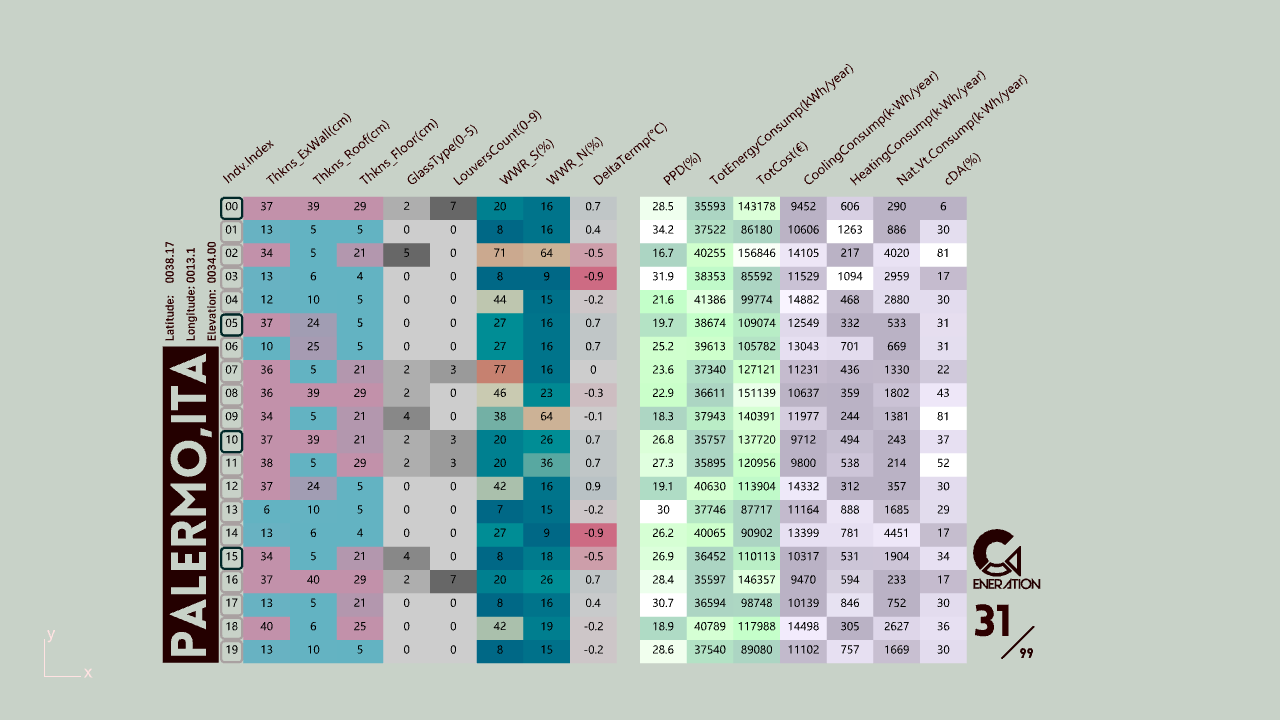 Indv.Index Thkns_ExWall(cm) Thkns_Roof(cm) Thkns_Floor(cm) GlassType(0-5) LouversCount(0-9) WWR_S(%) WWR_N(%) DeltaTermp(°C) PPD(%) TotEnergyConsump(kWh/year) TotCost(€) CoolingConsump(k·Wh/year) HeatingConsump(k·Wh/year) Nat.Vt.Consump(k·Wh/year) cDA(%)
00 37 39 29 2 7 20 16 0.7 28.5 35593 143178 9452 606 290 6
01 13 5 5 0 0 8 16 0.4 34.2 37522 86180 10606 1263 886 30
02 34 5 21 5 0 71 64 -0.5 16.7 40255 156846 14105 217 4020 81
03 13 6 4 0 0 8 9 -0.9 31.9 38353 85592 11529 1094 2959 17
04 12 10 5 0 0 44 15 -0.2 21.6 41386 99774 14882 468 2880 30
05 37 24 5 0 0 27 16 0.7 19.7 38674 109074 12549 332 533 31
06 10 25 5 0 0 27 16 0.7 25.2 39613 105782 13043 701 669 31
07 36 5 21 2 3 77 16 0 23.6 37340 127121 11231 436 1330 22
08 36 39 29 2 0 46 23 -0.3 22.9 36611 151139 10637 359 1802 43
09 34 5 21 4 0 38 64 -0.1 18.3 37943 140391 11977 244 1381 81
10 37 39 21 2 3 20 26 0.7 26.8 35757 137720 9712 494 243 37
11 38 5 29 2 3 20 36 0.7 27.3 35895 120956 9800 538 214 52
12 37 24 5 0 0 42 16 0.9 19.1 40630 113904 14332 312 357 30
13 6 10 5 0 0 7 15 -0.2 30 37746 87717 11164 888 1685 29
14 13 6 4 0 0 27 9 -0.9 26.2 40065 90902 13399 781 4451 17
15 34 5 21 4 0 8 18 -0.5 26.9 36452 110113 10317 531 1904 34
16 37 40 29 2 7 20 26 0.7 28.4 35597 146357 9470 594 233 17
17 13 5 21 0 0 8 16 0.4 30.7 36594 98748 10139 846 752 30
18 40 6 25 0 0 42 19 -0.2 18.9 40789 117988 14498 305 2627 36
19 13 10 5 0 0 8 15 -0.2 28.6 37540 89080 11102 757 1669 30
Latitude: 0038.17
Longitude: 0013.1
Elevation: 0034.00
PALERMO,ITA
GENERATION
31/99
y
x